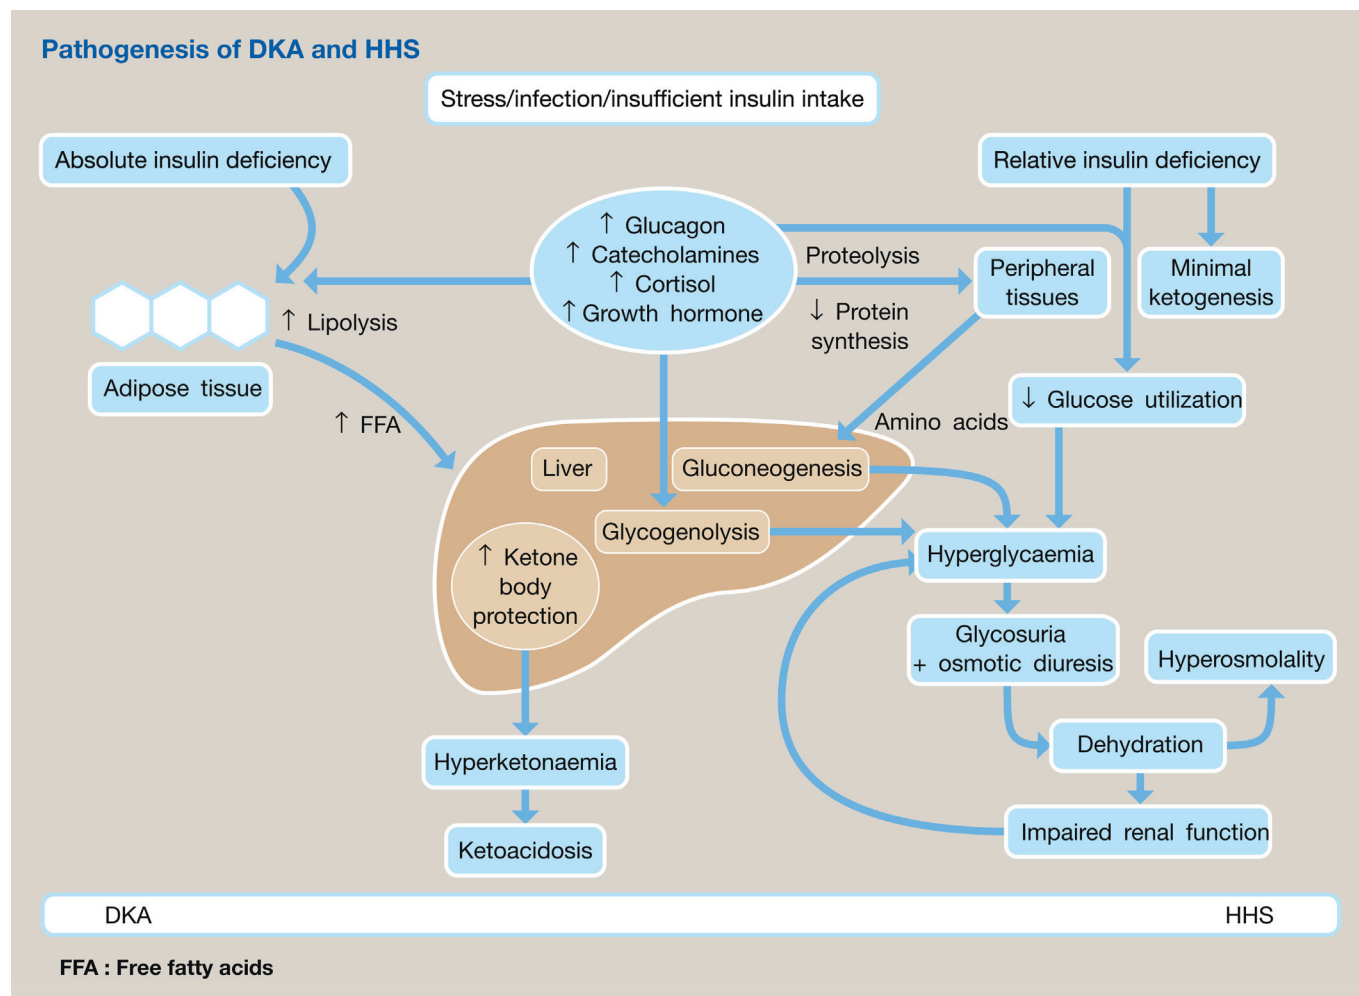 Pathogenesis of DKA and HHS
Stress/infection/insufficient insulin intake
Absolute insulin deficiency
Relative insulin deficiency
↑ Glucagon
↑ Catecholamines
↑ Cortisol
↑ Growth hormone
Proteolysis
↓ Protein
synthesis
Peripheral
tissues
Minimal
ketogenesis
↑ Lipolysis
Adipose tissue
↑ FFA
↓ Glucose utilization
Amino acids
Liver
Gluconeogenesis
Glycogenolysis
↑ Ketone
body
protection
Hyperglycaemia
Glycosuria
+ osmotic diuresis
Hyperosmolality
Dehydration
Hyperketonaemia
Impaired renal function
Ketoacidosis
DKA
HHS
FFA : Free fatty acids